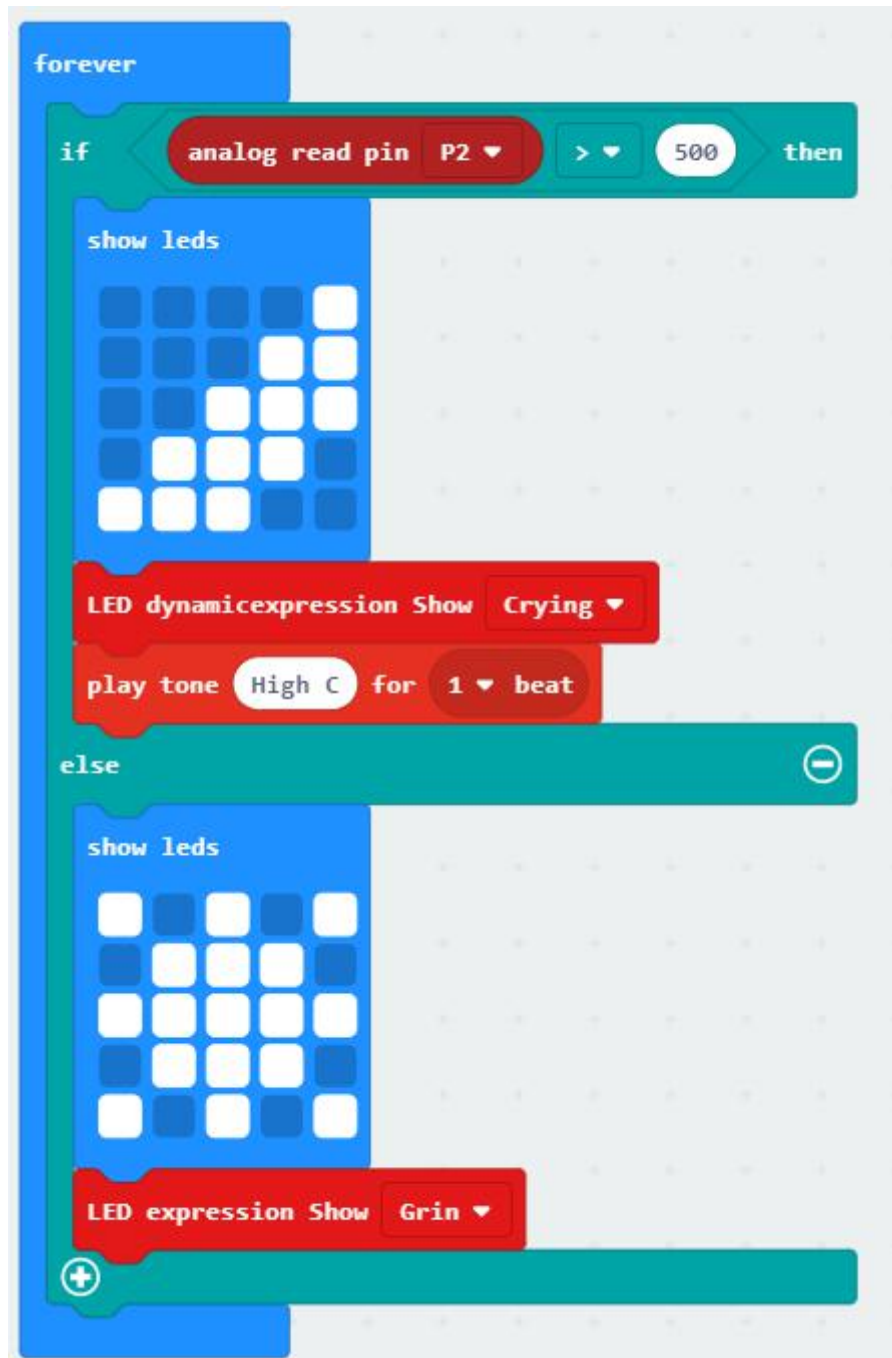 forever
if analog read pin P2 > 500 then
show leds
LED dynamicexpression Show Crying
play tone High C for 1 beat
else
show leds
LED expression Show Grin